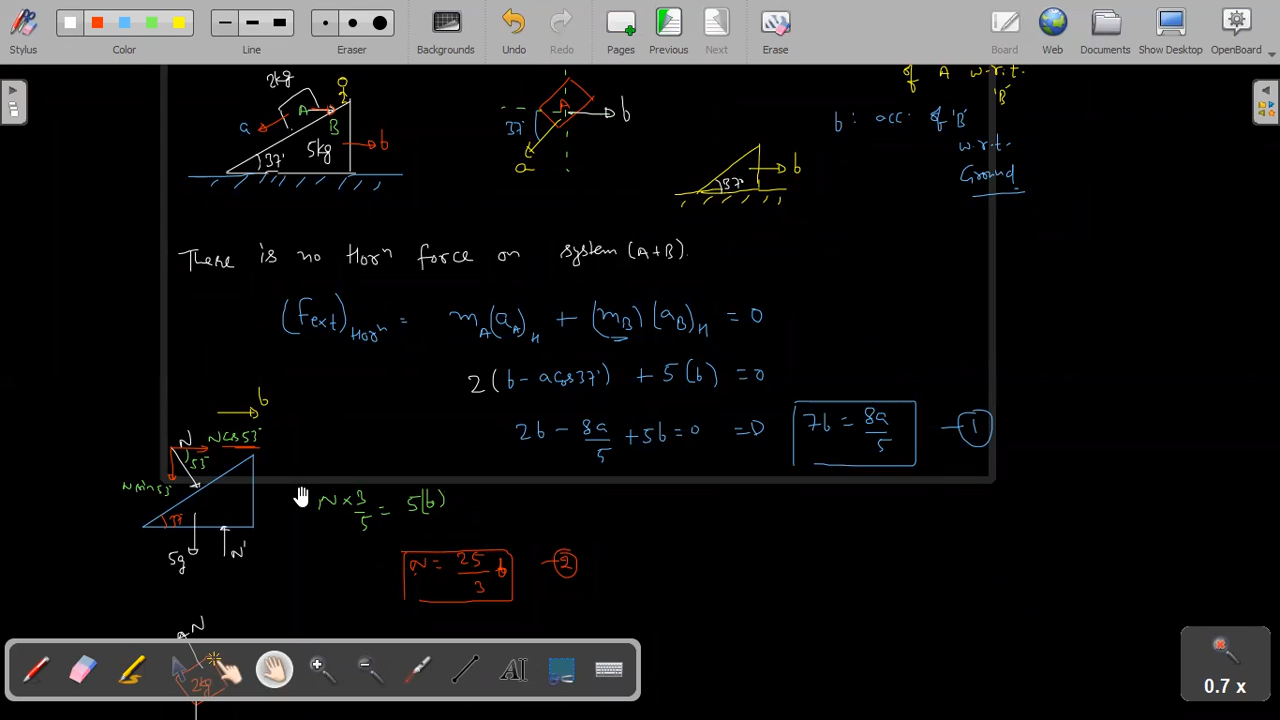 Stylus Color Line Eraser Backgrounds Undo Redo Pages Previous Next Erase Board Web Documents Show Desktop OpenBoard
of A w.r.t.
'B'
2kg
A
B
a
b
5kg
37°
A
37°
b
a
37°
b
b : acc. of 'B'
w.r.t.
Ground
There is no Horⁿ force on system (A+B).
(Fext)Horⁿ = mA(aA)H + (mB)(aB)H = 0
2(b - acos37°) + 5(b) = 0
2b - 8a/5 + 5b = 0 ⇒ 7b = 8a/5 — 1
b
N
Ncos53°
53°
Nsin53°
37°
5g
N'
N × 3/5 = 5(b)
N = 25/3 b — 2
N
2kg
0.7 x